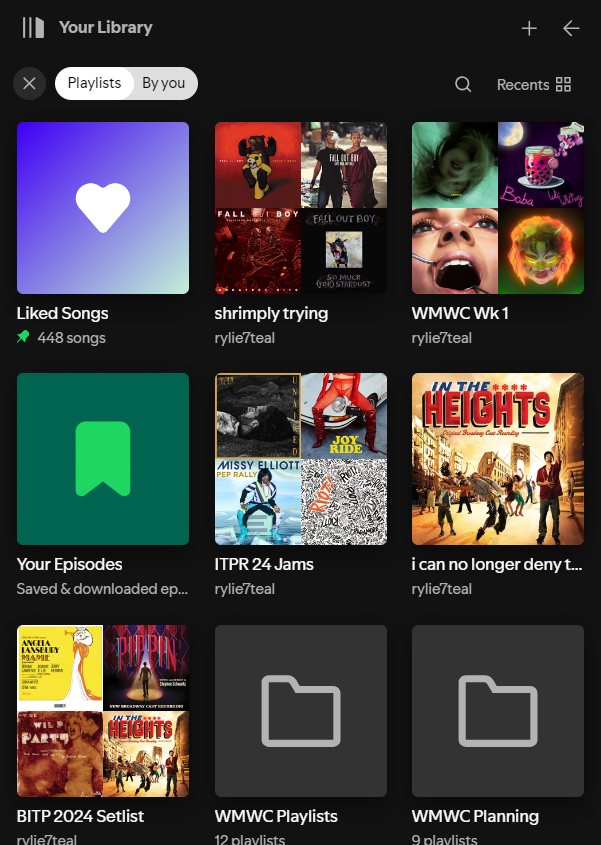 Your Library
Playlists
By you
Recents
FALL OUT BOY
FALL OUT BOY
FALL OUT BOY
SO MUCH
(FOR) STARDUST
Baba
Liked Songs
448 songs
shrimply trying
rylie7teal
WMWC Wk 1
rylie7teal
UNVEILED
JOY
RIDE
MISSY ELLIOTT
PEP RALLY
RIOT!
IN THE ****
HEIGHTS
Original Broadway Cast Recording
Your Episodes
Saved & downloaded ep...
ITPR 24 Jams
rylie7teal
i can no longer deny t...
rylie7teal
ANGELA
LANSBURY
MAME
PIPPIN
Stephen Schwartz
NEW BROADWAY CAST RECORDING
THE
WILD
PARTY
IN THE ****
HEIGHTS
BITP 2024 Setlist
rylie7teal
WMWC Playlists
12 playlists
WMWC Planning
9 playlists